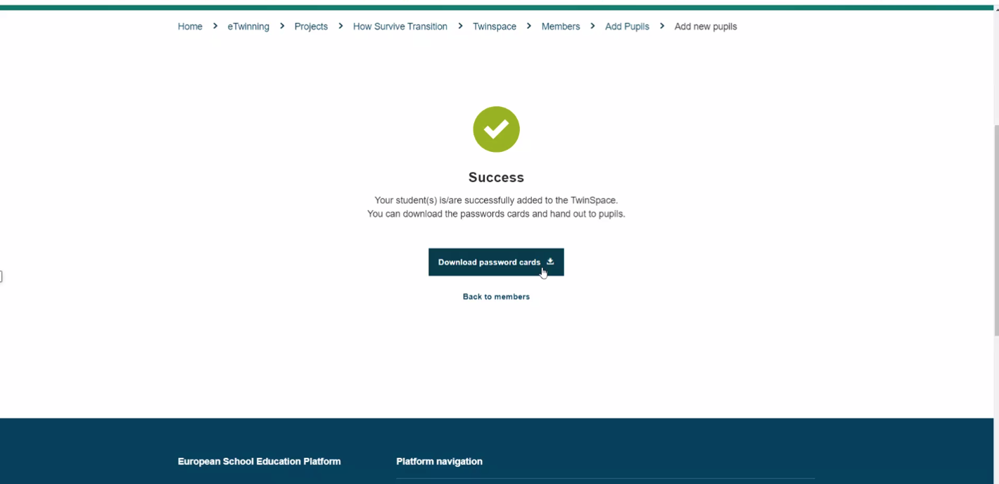 Home > eTwinning > Projects > How Survive Transition > Twinspace > Members > Add Pupils > Add new pupils
Success
Your student(s) is/are successfully added to the TwinSpace.
You can download the passwords cards and hand out to pupils.
Download password cards
Back to members
European School Education Platform
Platform navigation